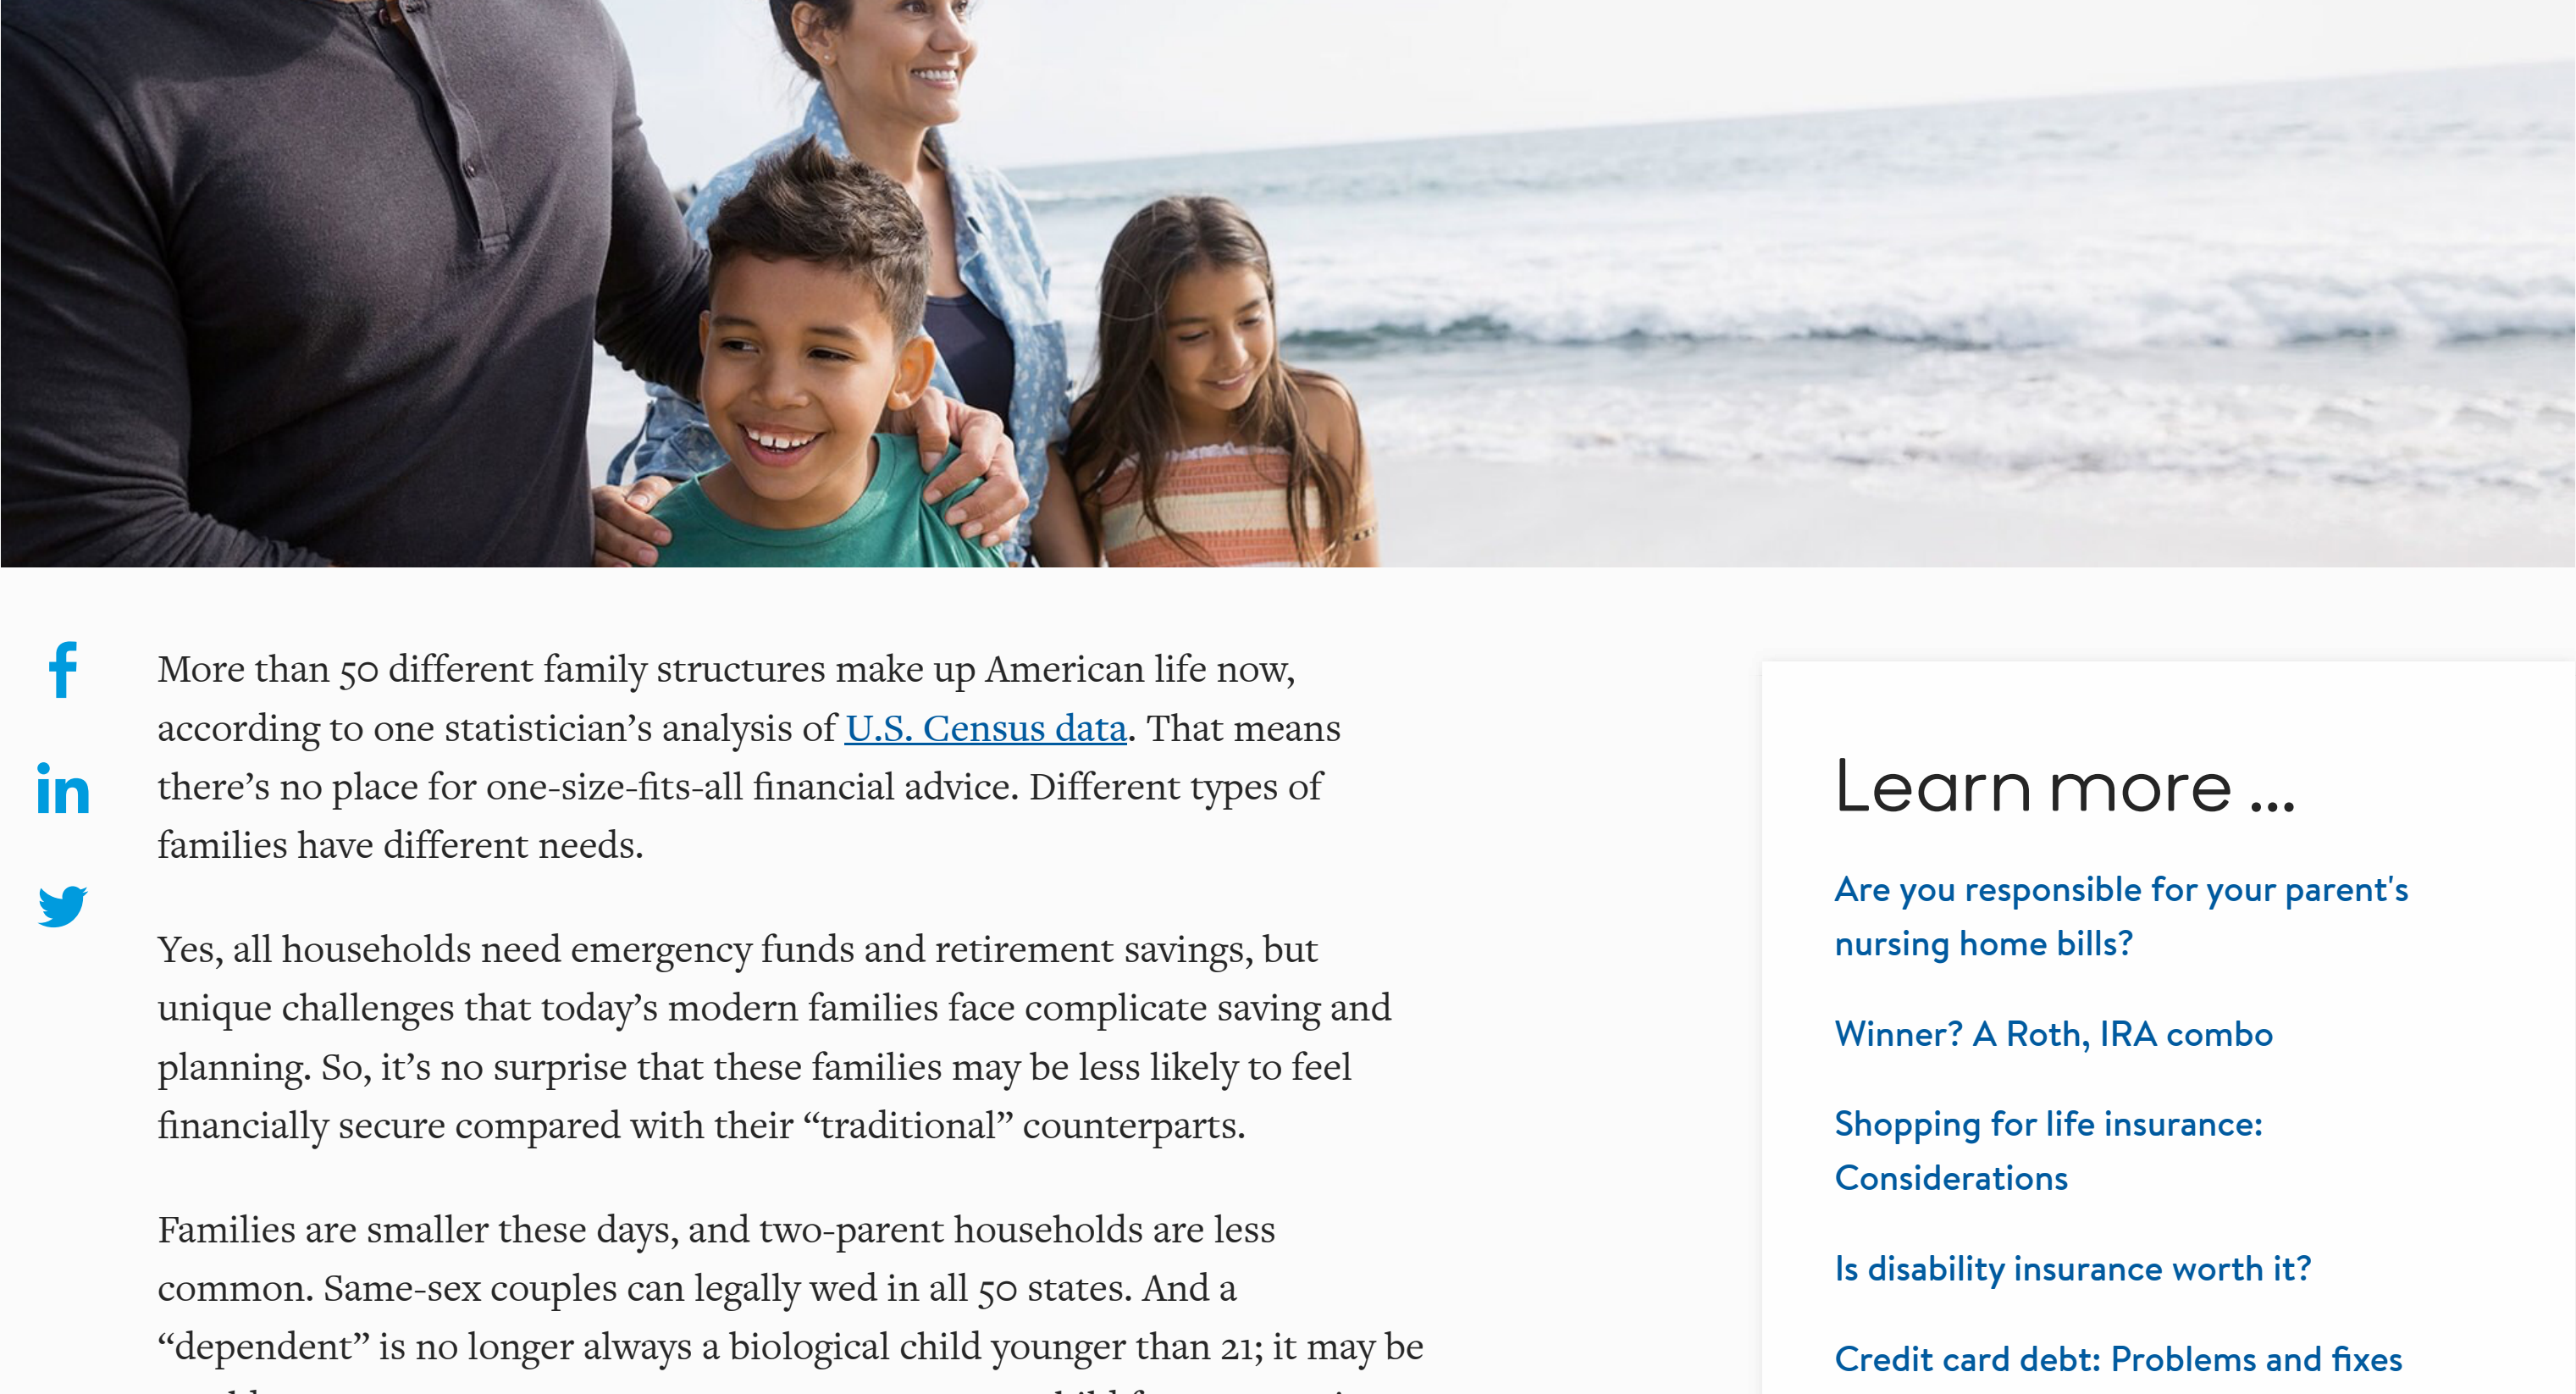 More than 50 different family structures make up American life now,
according to one statistician’s analysis of U.S. Census data. That means
there’s no place for one-size-fits-all financial advice. Different types of
families have different needs.
Yes, all households need emergency funds and retirement savings, but
unique challenges that today’s modern families face complicate saving and
planning. So, it’s no surprise that these families may be less likely to feel
financially secure compared with their “traditional” counterparts.
Families are smaller these days, and two-parent households are less
common. Same-sex couples can legally wed in all 50 states. And a
“dependent” is no longer always a biological child younger than 21; it may be
Learn more ...
Are you responsible for your parent's
nursing home bills?
Winner? A Roth, IRA combo
Shopping for life insurance:
Considerations
Is disability insurance worth it?
Credit card debt: Problems and fixes